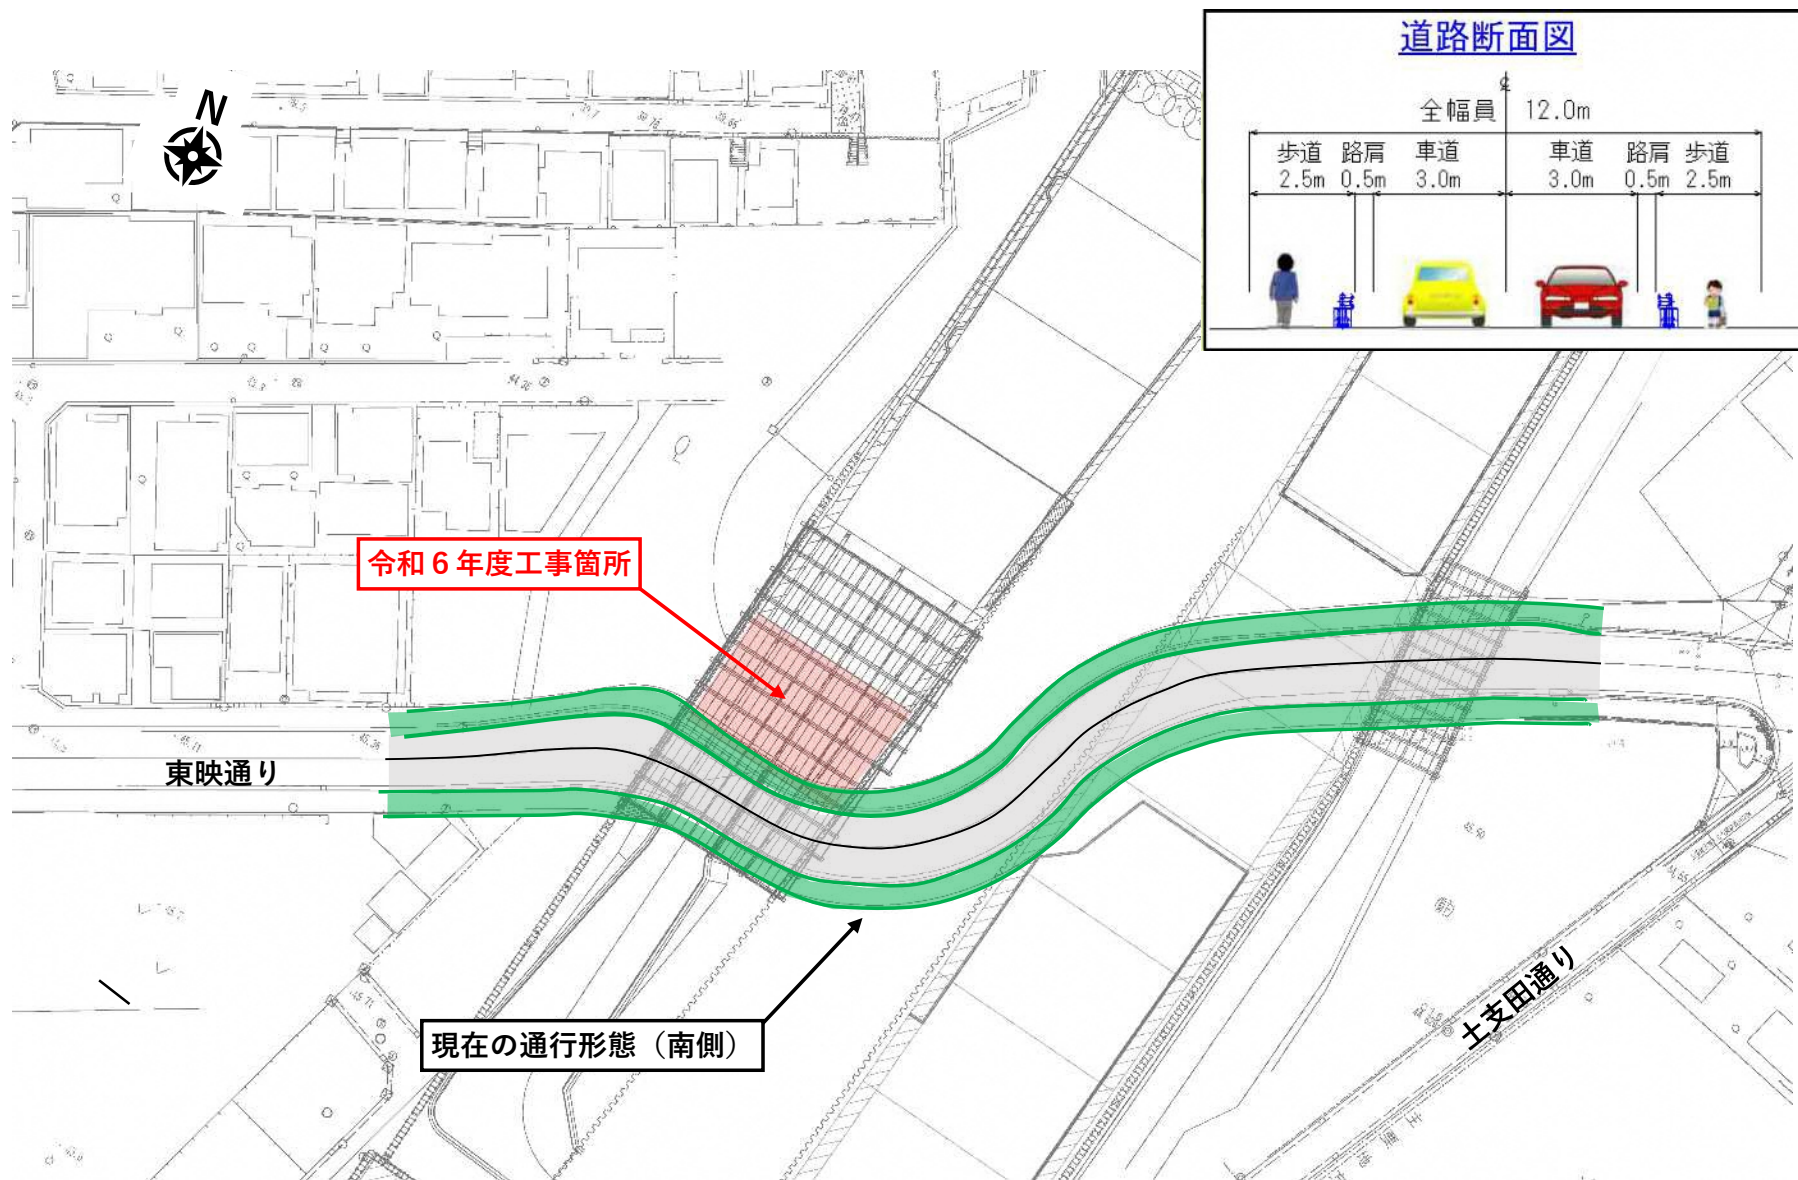 道路断面図
全幅員 12.0m
歩道 路肩 車道 車道 路肩 歩道
2.5m 0.5m 3.0m 3.0m 0.5m 2.5m
N
令和６年度工事箇所
東映通り
現在の通行形態（南側）
土支田通り